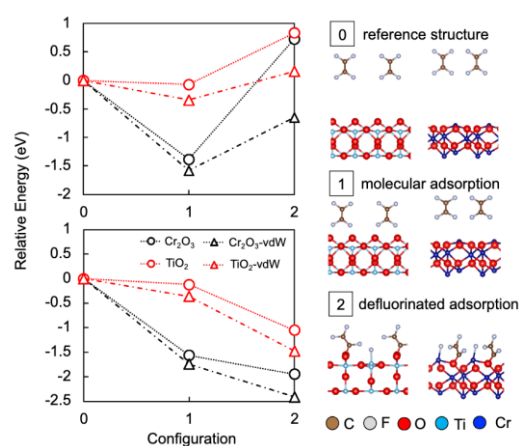 1
0.5
0
-0.5
-1
-1.5
-2
0 1 2
1
0.5
0
-0.5
-1
-1.5
-2
-2.5
0 1 2
Relative Energy (eV)
Configuration
Cr₂O₃ Cr₂O₃-vdW
TiO₂ TiO₂-vdW
0 reference structure
1 molecular adsorption
2 defluorinated adsorption
C F O Ti Cr